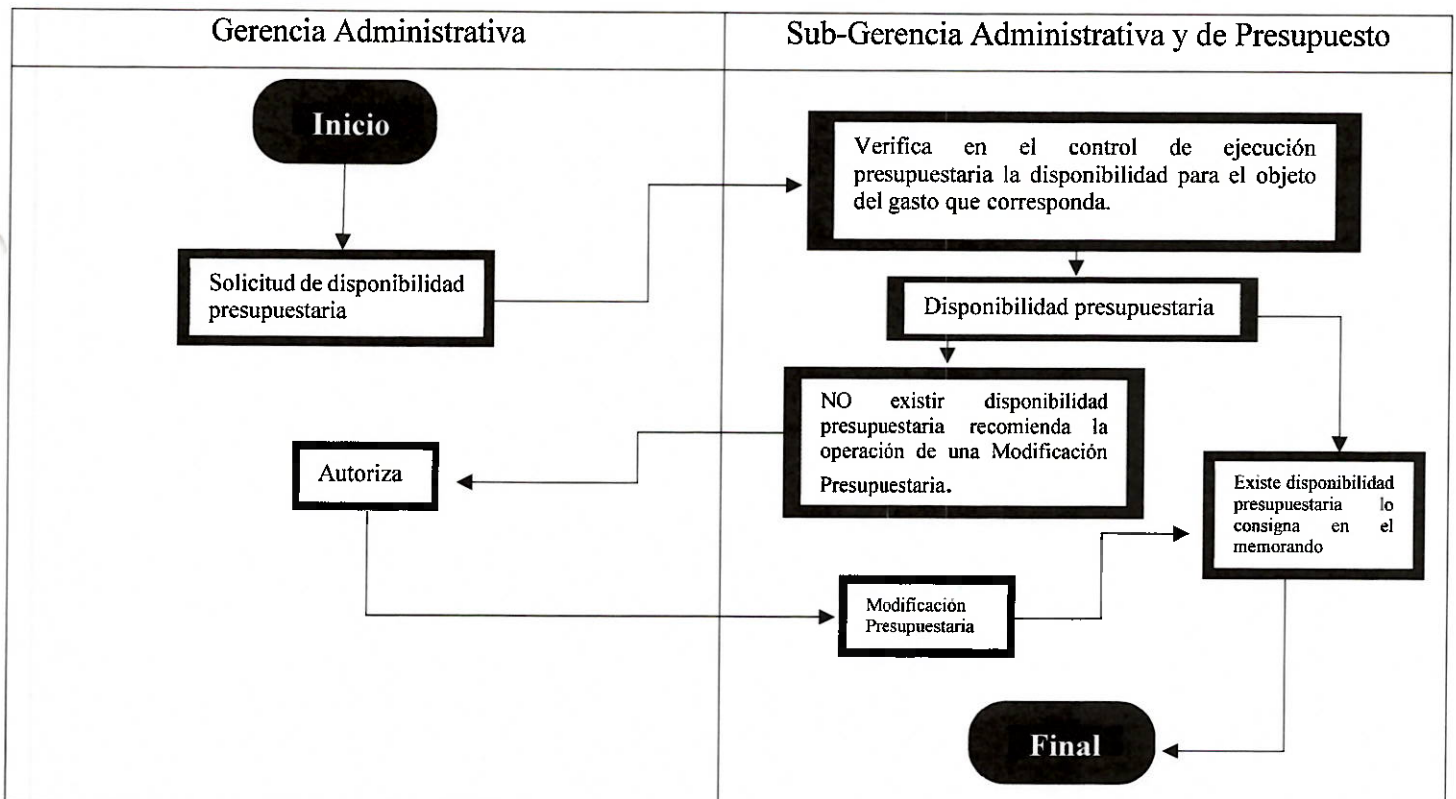 Gerencia Administrativa
Sub-Gerencia Administrativa y de Presupuesto
Inicio
Verifica en el control de ejecución
presupuestaria la disponibilidad para el objeto
del gasto que corresponda.
Solicitud de disponibilidad
presupuestaria
Disponibilidad presupuestaria
NO existir disponibilidad
presupuestaria recomienda la
operación de una Modificación
Presupuestaria.
Autoriza
Existe disponibilidad
presupuestaria lo
consigna en el
memorando
Modificación
Presupuestaria
Final